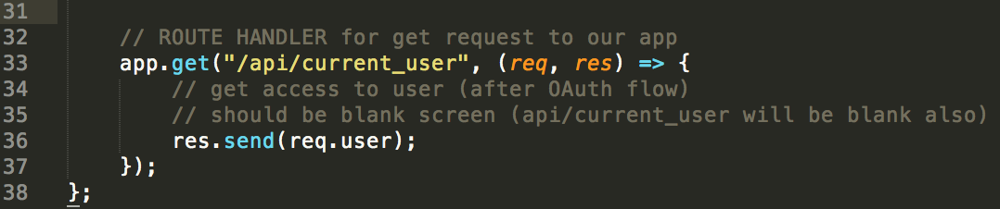 31
32 // ROUTE HANDLER for get request to our app
33 app.get("/api/current_user", (req, res) => {
34 // get access to user (after OAuth flow)
35 // should be blank screen (api/current_user will be blank also)
36 res.send(req.user);
37 });
38 };